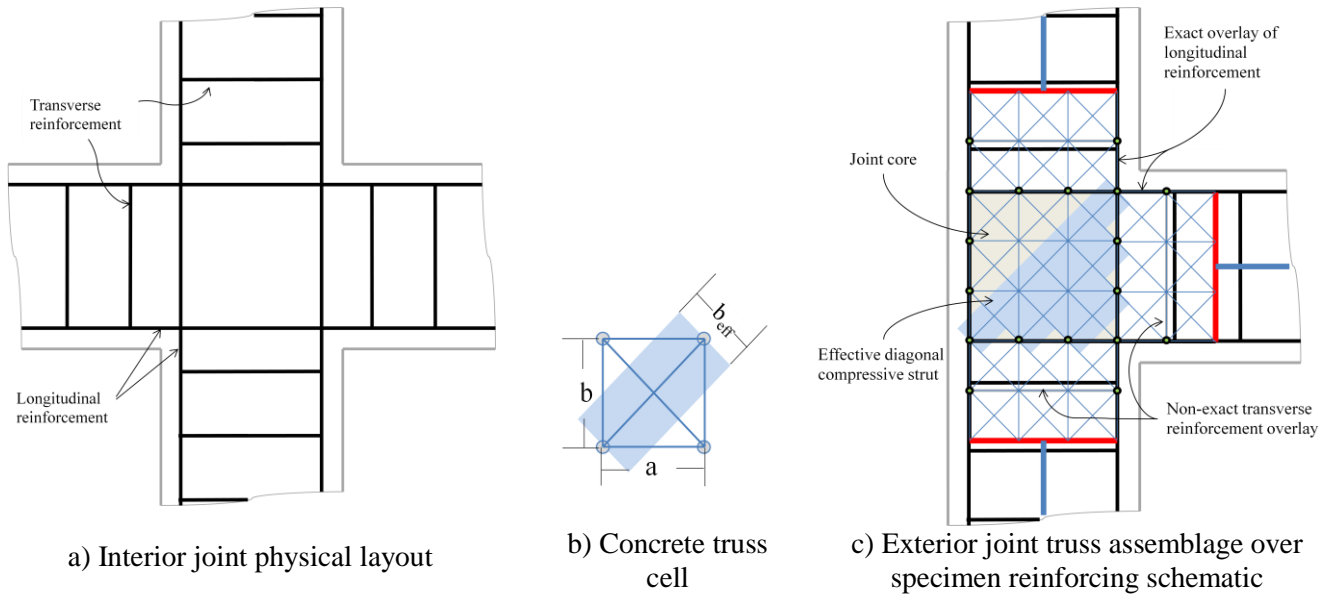 Transverse
reinforcement
Longitudinal
reinforcement
a) Interior joint physical layout
b
a
b eff
b) Concrete truss
cell
Exact overlay of
longitudinal
reinforcement
Joint core
Effective diagonal
compressive strut
Non-exact transverse
reinforcement overlay
c) Exterior joint truss assemblage over
specimen reinforcing schematic